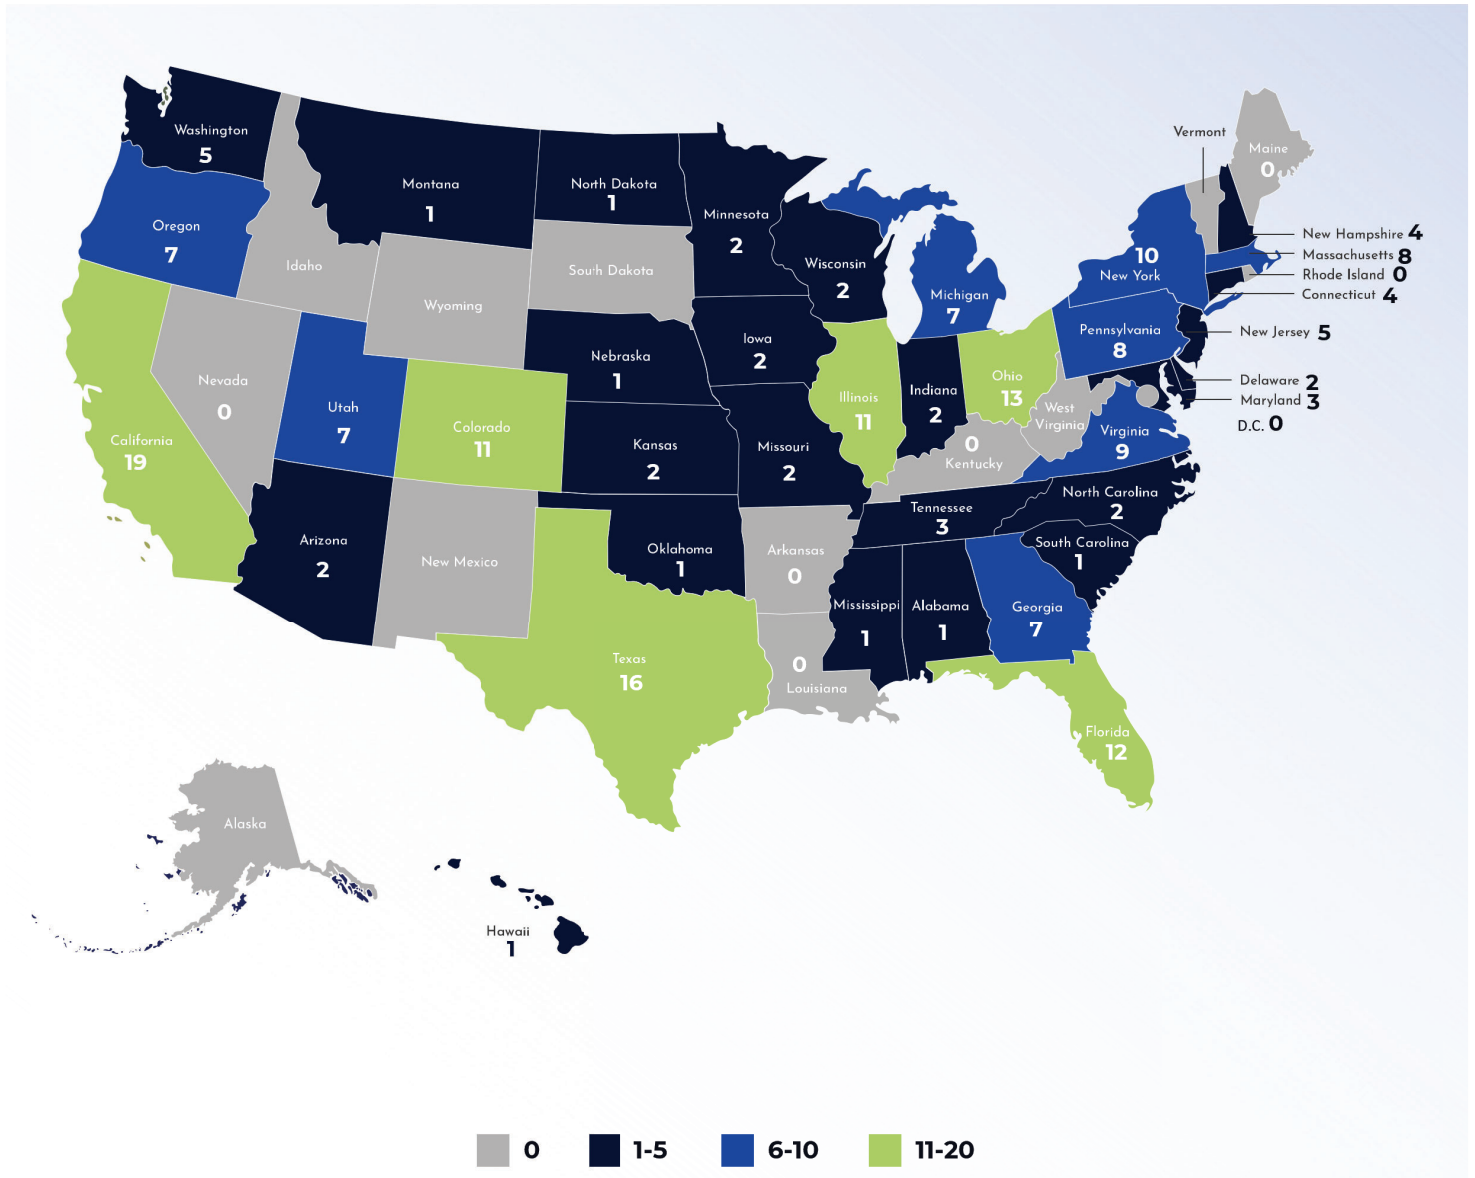 Washington
5
Oregon
7
California
19
Nevada
0
Idaho
Montana
1
Wyoming
Utah
7
Colorado
11
Arizona
2
New Mexico
North Dakota
1
South Dakota
Nebraska
1
Kansas
2
Oklahoma
1
Texas
16
Minnesota
2
Iowa
2
Missouri
2
Arkansas
0
0
Louisiana
Wisconsin
2
Illinois
11
Michigan
7
Indiana
2
Ohio
13
0
Kentucky
West
Virginia
Tennessee
3
Mississippi
1
Alabama
1
Georgia
7
Florida
12
South Carolina
1
North Carolina
2
Virginia
9
Pennsylvania
8
10
New York
Vermont
Maine
0
New Hampshire 4
Massachusetts 8
Rhode Island 0
Connecticut 4
New Jersey 5
Delaware 2
Maryland 3
D.C. 0
Alaska
Hawaii
1
0
1-5
6-10
11-20